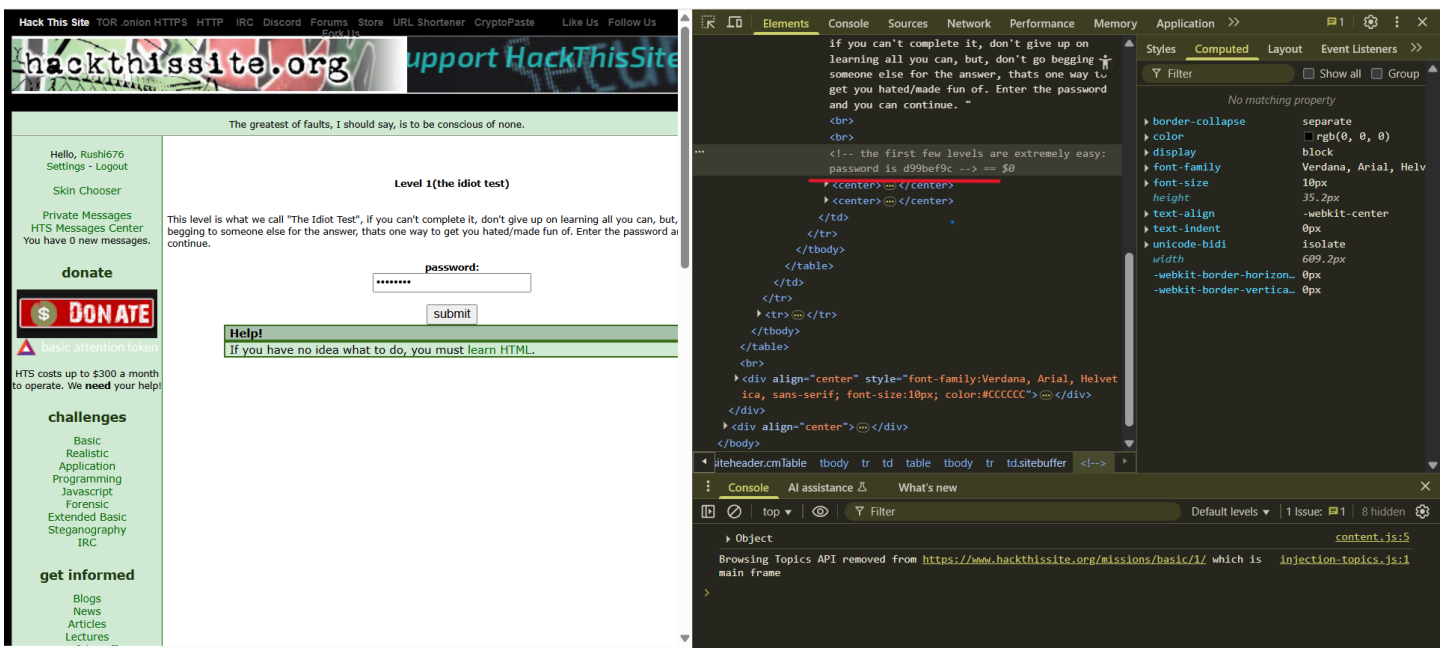 Hack This Site TOR .onion HTTPS HTTP IRC Discord Forums Store URL Shortener CryptoPaste Like Us Follow Us
Fork Us
hackthissite.org
upport HackThisSite
The greatest of faults, I should say, is to be conscious of none.
Hello, Rushi676
Settings - Logout
Skin Chooser
Private Messages
HTS Messages Center
You have 0 new messages.
donate
$ DONATE
basic attention token
HTS costs up to $300 a month
to operate. We need your help!
challenges
Basic
Realistic
Application
Programming
Javascript
Forensic
Extended Basic
Steganography
IRC
get informed
Blogs
News
Articles
Lectures
Level 1(the idiot test)
This level is what we call "The Idiot Test", if you can't complete it, don't give up on learning all you can, but,
begging to someone else for the answer, thats one way to get you hated/made fun of. Enter the password a
continue.
password:
••••••••
submit
Help!
If you have no idea what to do, you must learn HTML.
Elements Console Sources Network Performance Memory Application 1
if you can't complete it, don't give up on
learning all you can, but, don't go begging
someone else for the answer, thats one way to
get you hated/made fun of. Enter the password
and you can continue. "
<br>
<br>
<!-- the first few levels are extremely easy:
password is d99bef9c --> == $0
<center>…</center>
<center>…</center>
</td>
</tr>
</tbody>
</table>
</td>
</tr>
<tr>…</tr>
</tbody>
</table>
<br>
<div align="center" style="font-family:Verdana, Arial, Helvet
ica, sans-serif; font-size:10px; color:#CCCCCC">…</div>
</div>
<div align="center">…</div>
</body>
siteheader.cmTable tbody tr td table tbody tr td.sitebuffer <!-->
Styles Computed Layout Event Listeners
Filter Show all Group
No matching property
border-collapse separate
color rgb(0, 0, 0)
display block
font-family Verdana, Arial, Helv
font-size 10px
height 35.2px
text-align -webkit-center
text-indent 0px
unicode-bidi isolate
width 609.2px
-webkit-border-horizon… 0px
-webkit-border-vertica… 0px
Console AI assistance What's new
top Filter Default levels 1 Issue: 1 8 hidden
Object content.js:5
Browsing Topics API removed from https://www.hackthissite.org/missions/basic/1/ which is injection-topics.js:1
main frame